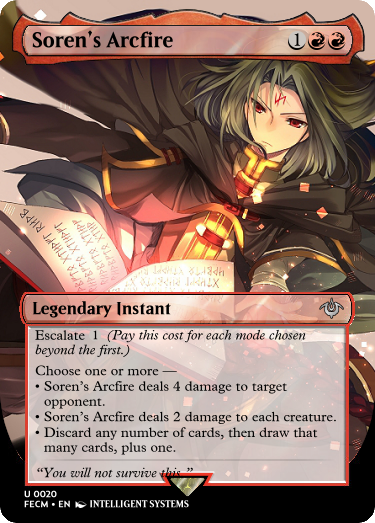 Soren's Arcfire 1
Legendary Instant
Escalate 1 (Pay this cost for each mode chosen
beyond the first.)
Choose one or more —
• Soren's Arcfire deals 4 damage to target
opponent.
• Soren's Arcfire deals 2 damage to each creature.
• Discard any number of cards, then draw that
many cards, plus one.
“You will not survive this.”
U 0020
FECM • EN INTELLIGENT SYSTEMS